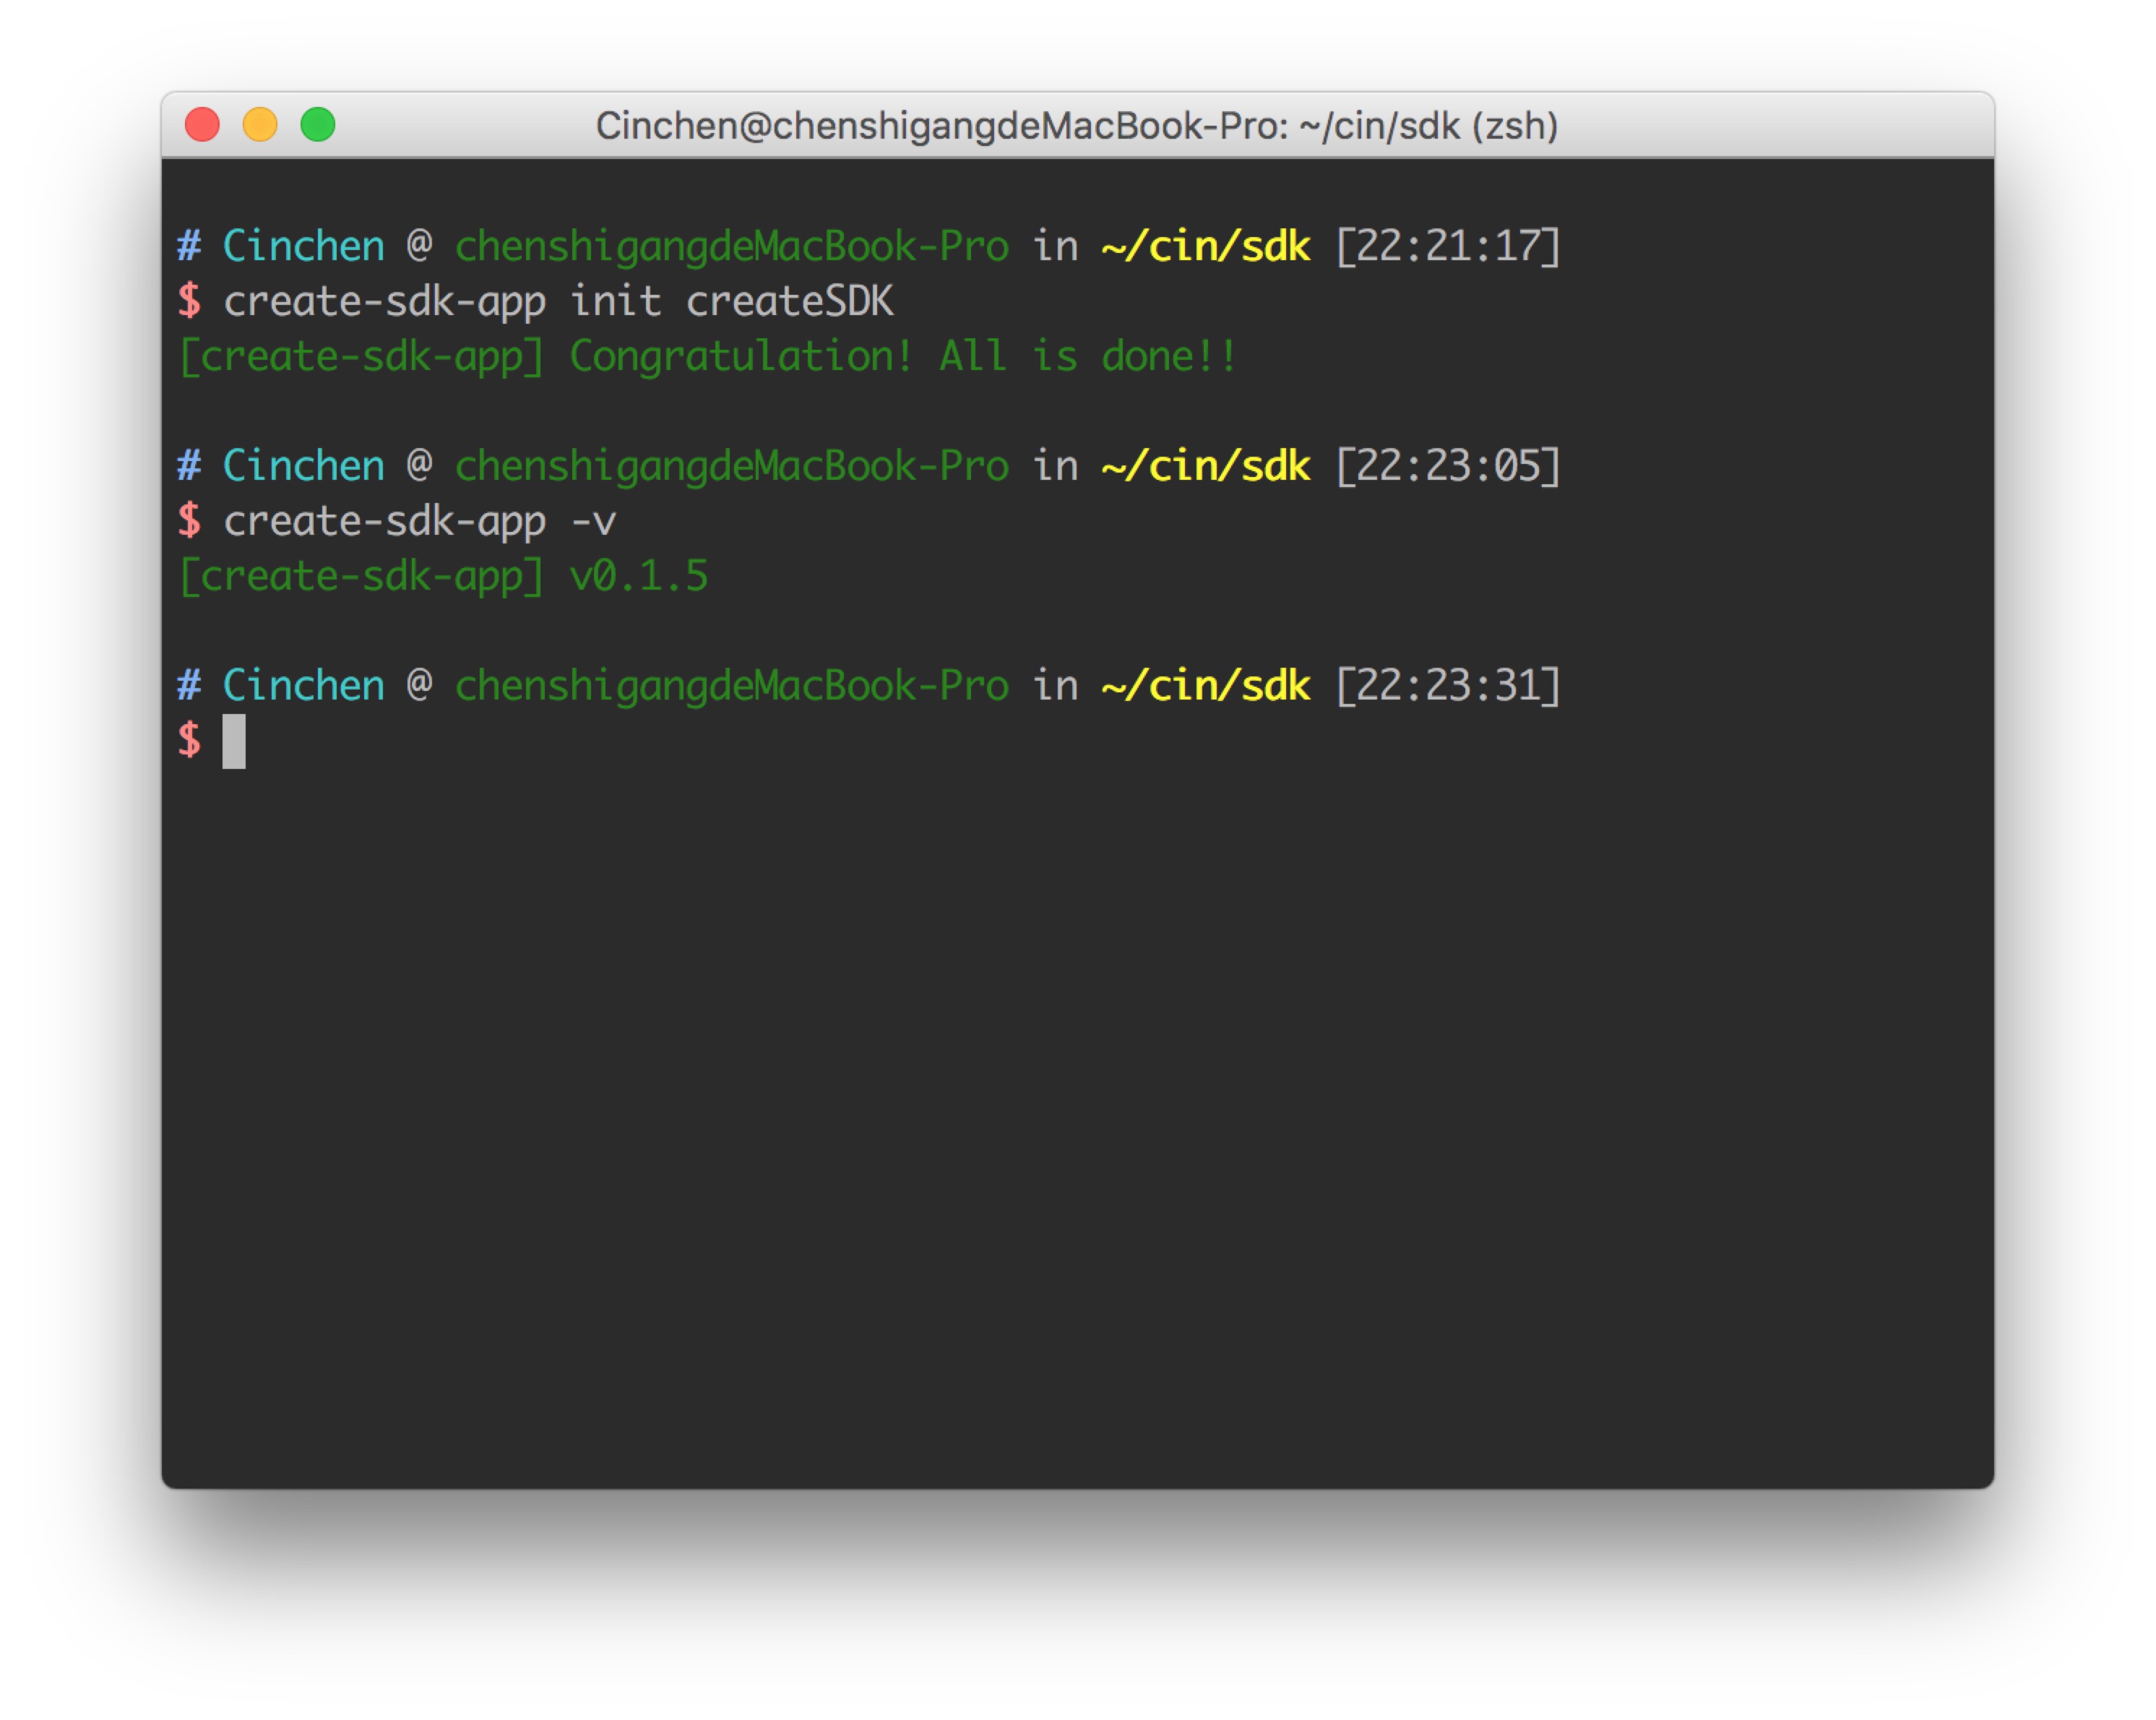 Cinchen@chenshigangdeMacBook-Pro: ~/cin/sdk (zsh)
# Cinchen @ chenshigangdeMacBook-Pro in ~/cin/sdk [22:21:17]
$ create-sdk-app init createSDK
[create-sdk-app] Congratulation! All is done!!
# Cinchen @ chenshigangdeMacBook-Pro in ~/cin/sdk [22:23:05]
$ create-sdk-app -v
[create-sdk-app] v0.1.5
# Cinchen @ chenshigangdeMacBook-Pro in ~/cin/sdk [22:23:31]
$